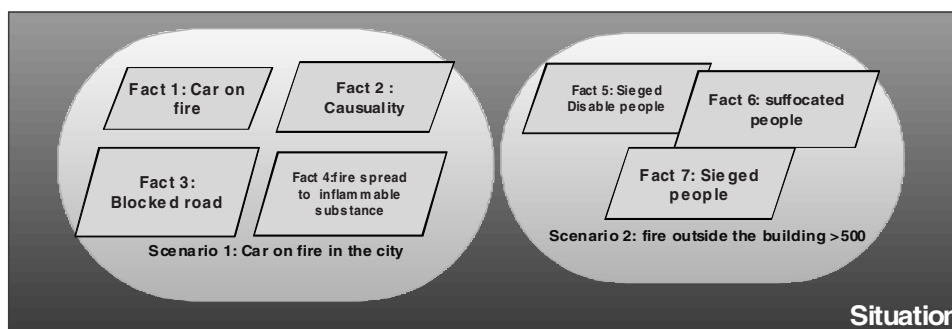 Fact 1: Car on
fire
Fact 2 :
Causuality
Fact 3 :
Blocked road
Fact 4:fire spread
to inflammable
substance
Scenario 1: Car on fire in the city
Fact 5: Sieged
Disable people
Fact 6: suffocated
people
Fact 7: Sieged
people
Scenario 2: fire outside the building >500
Situation